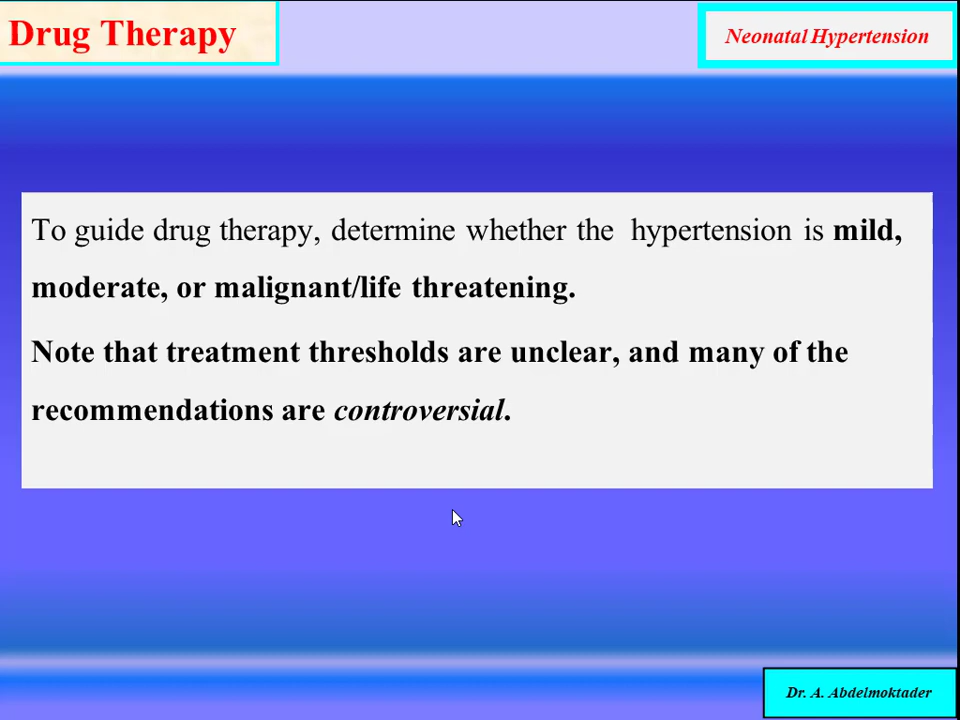 Drug Therapy
Neonatal Hypertension
To guide drug therapy, determine whether the hypertension is mild,
moderate, or malignant/life threatening.
Note that treatment thresholds are unclear, and many of the
recommendations are controversial.
Dr. A. Abdelmoktader